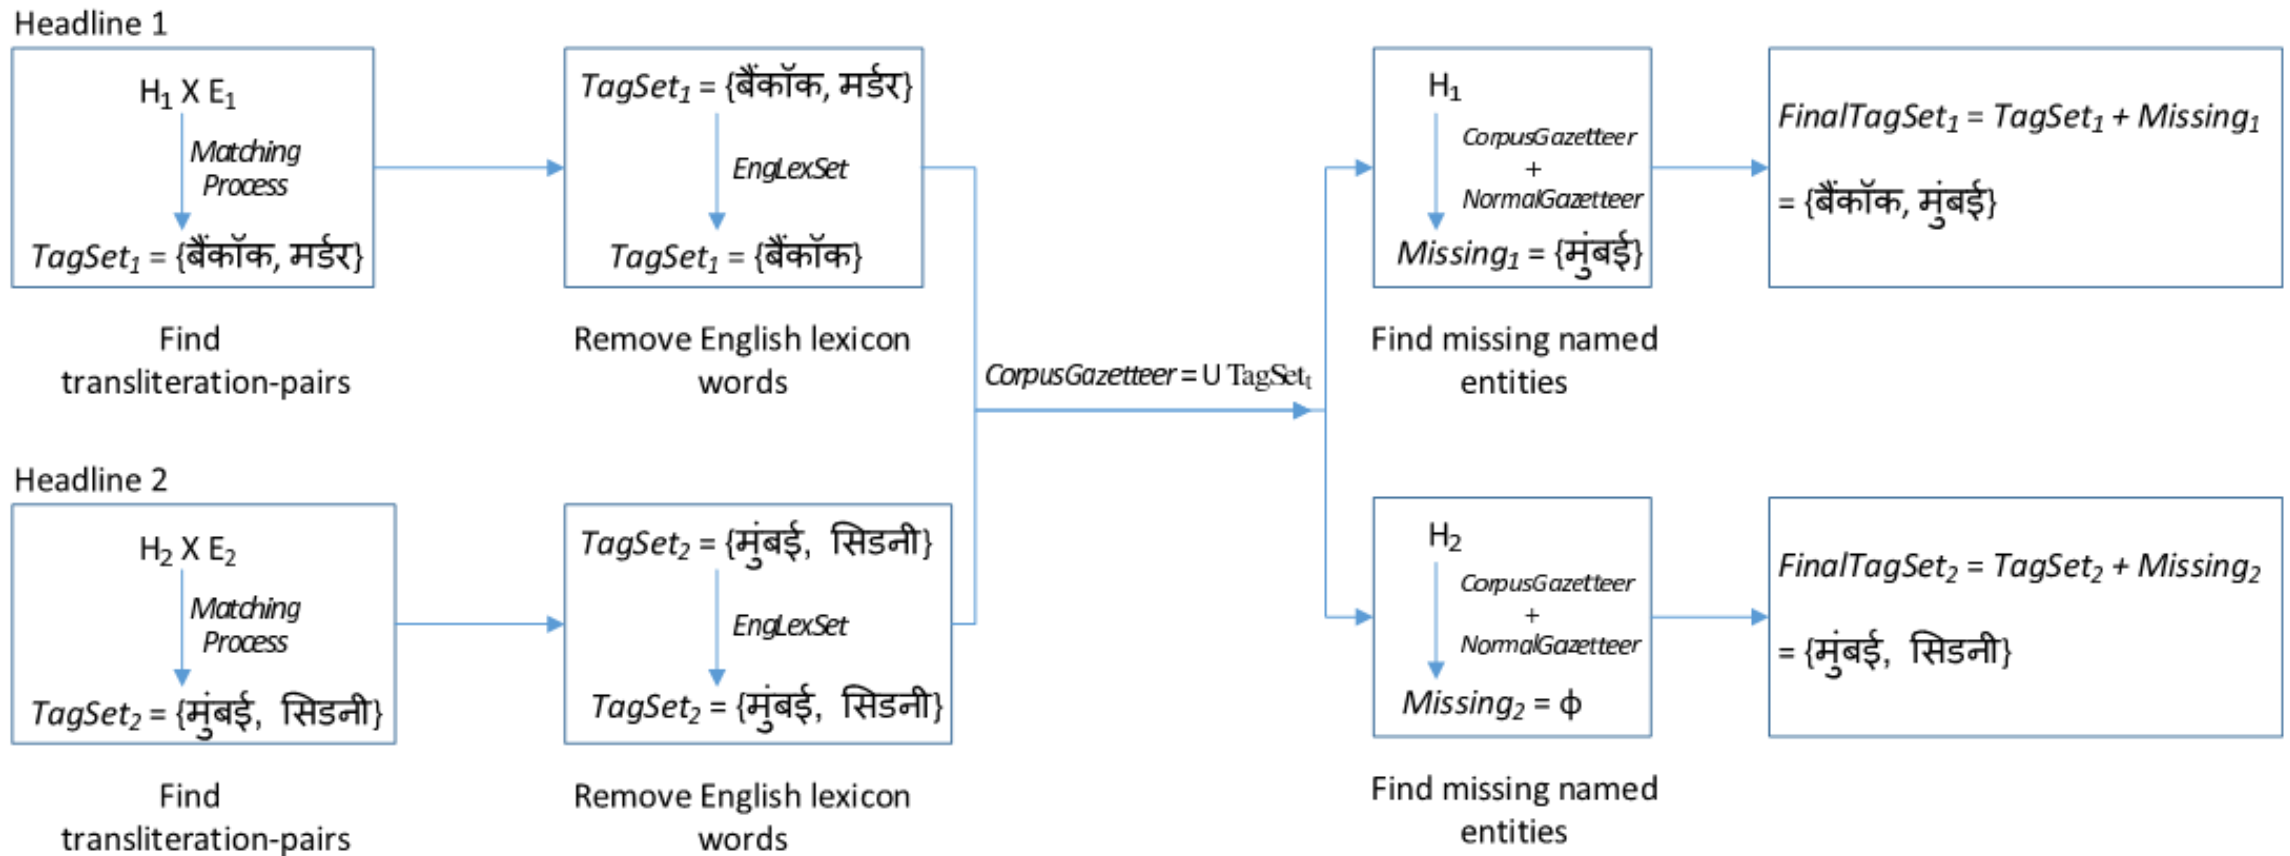 Headline 1
H₁ X E₁
Matching
Process
TagSet₁ = {बैंकॉक, मर्डर}
Find
transliteration-pairs
TagSet₁ = {बैंकॉक, मर्डर}
EngLexSet
TagSet₁ = {बैंकॉक}
Remove English lexicon
words
CorpusGazetteer = U TagSetₜ
H₁
CorpusGazetteer
+
NormalGazetteer
Missing₁ = {मुंबई}
Find missing named
entities
FinalTagSet₁ = TagSet₁ + Missing₁
= {बैंकॉक, मुंबई}
Headline 2
H₂ X E₂
Matching
Process
TagSet₂ = {मुंबई, सिडनी}
Find
transliteration-pairs
TagSet₂ = {मुंबई, सिडनी}
EngLexSet
TagSet₂ = {मुंबई, सिडनी}
Remove English lexicon
words
H₂
CorpusGazetteer
+
NormalGazetteer
Missing₂ = ϕ
Find missing named
entities
FinalTagSet₂ = TagSet₂ + Missing₂
= {मुंबई, सिडनी}